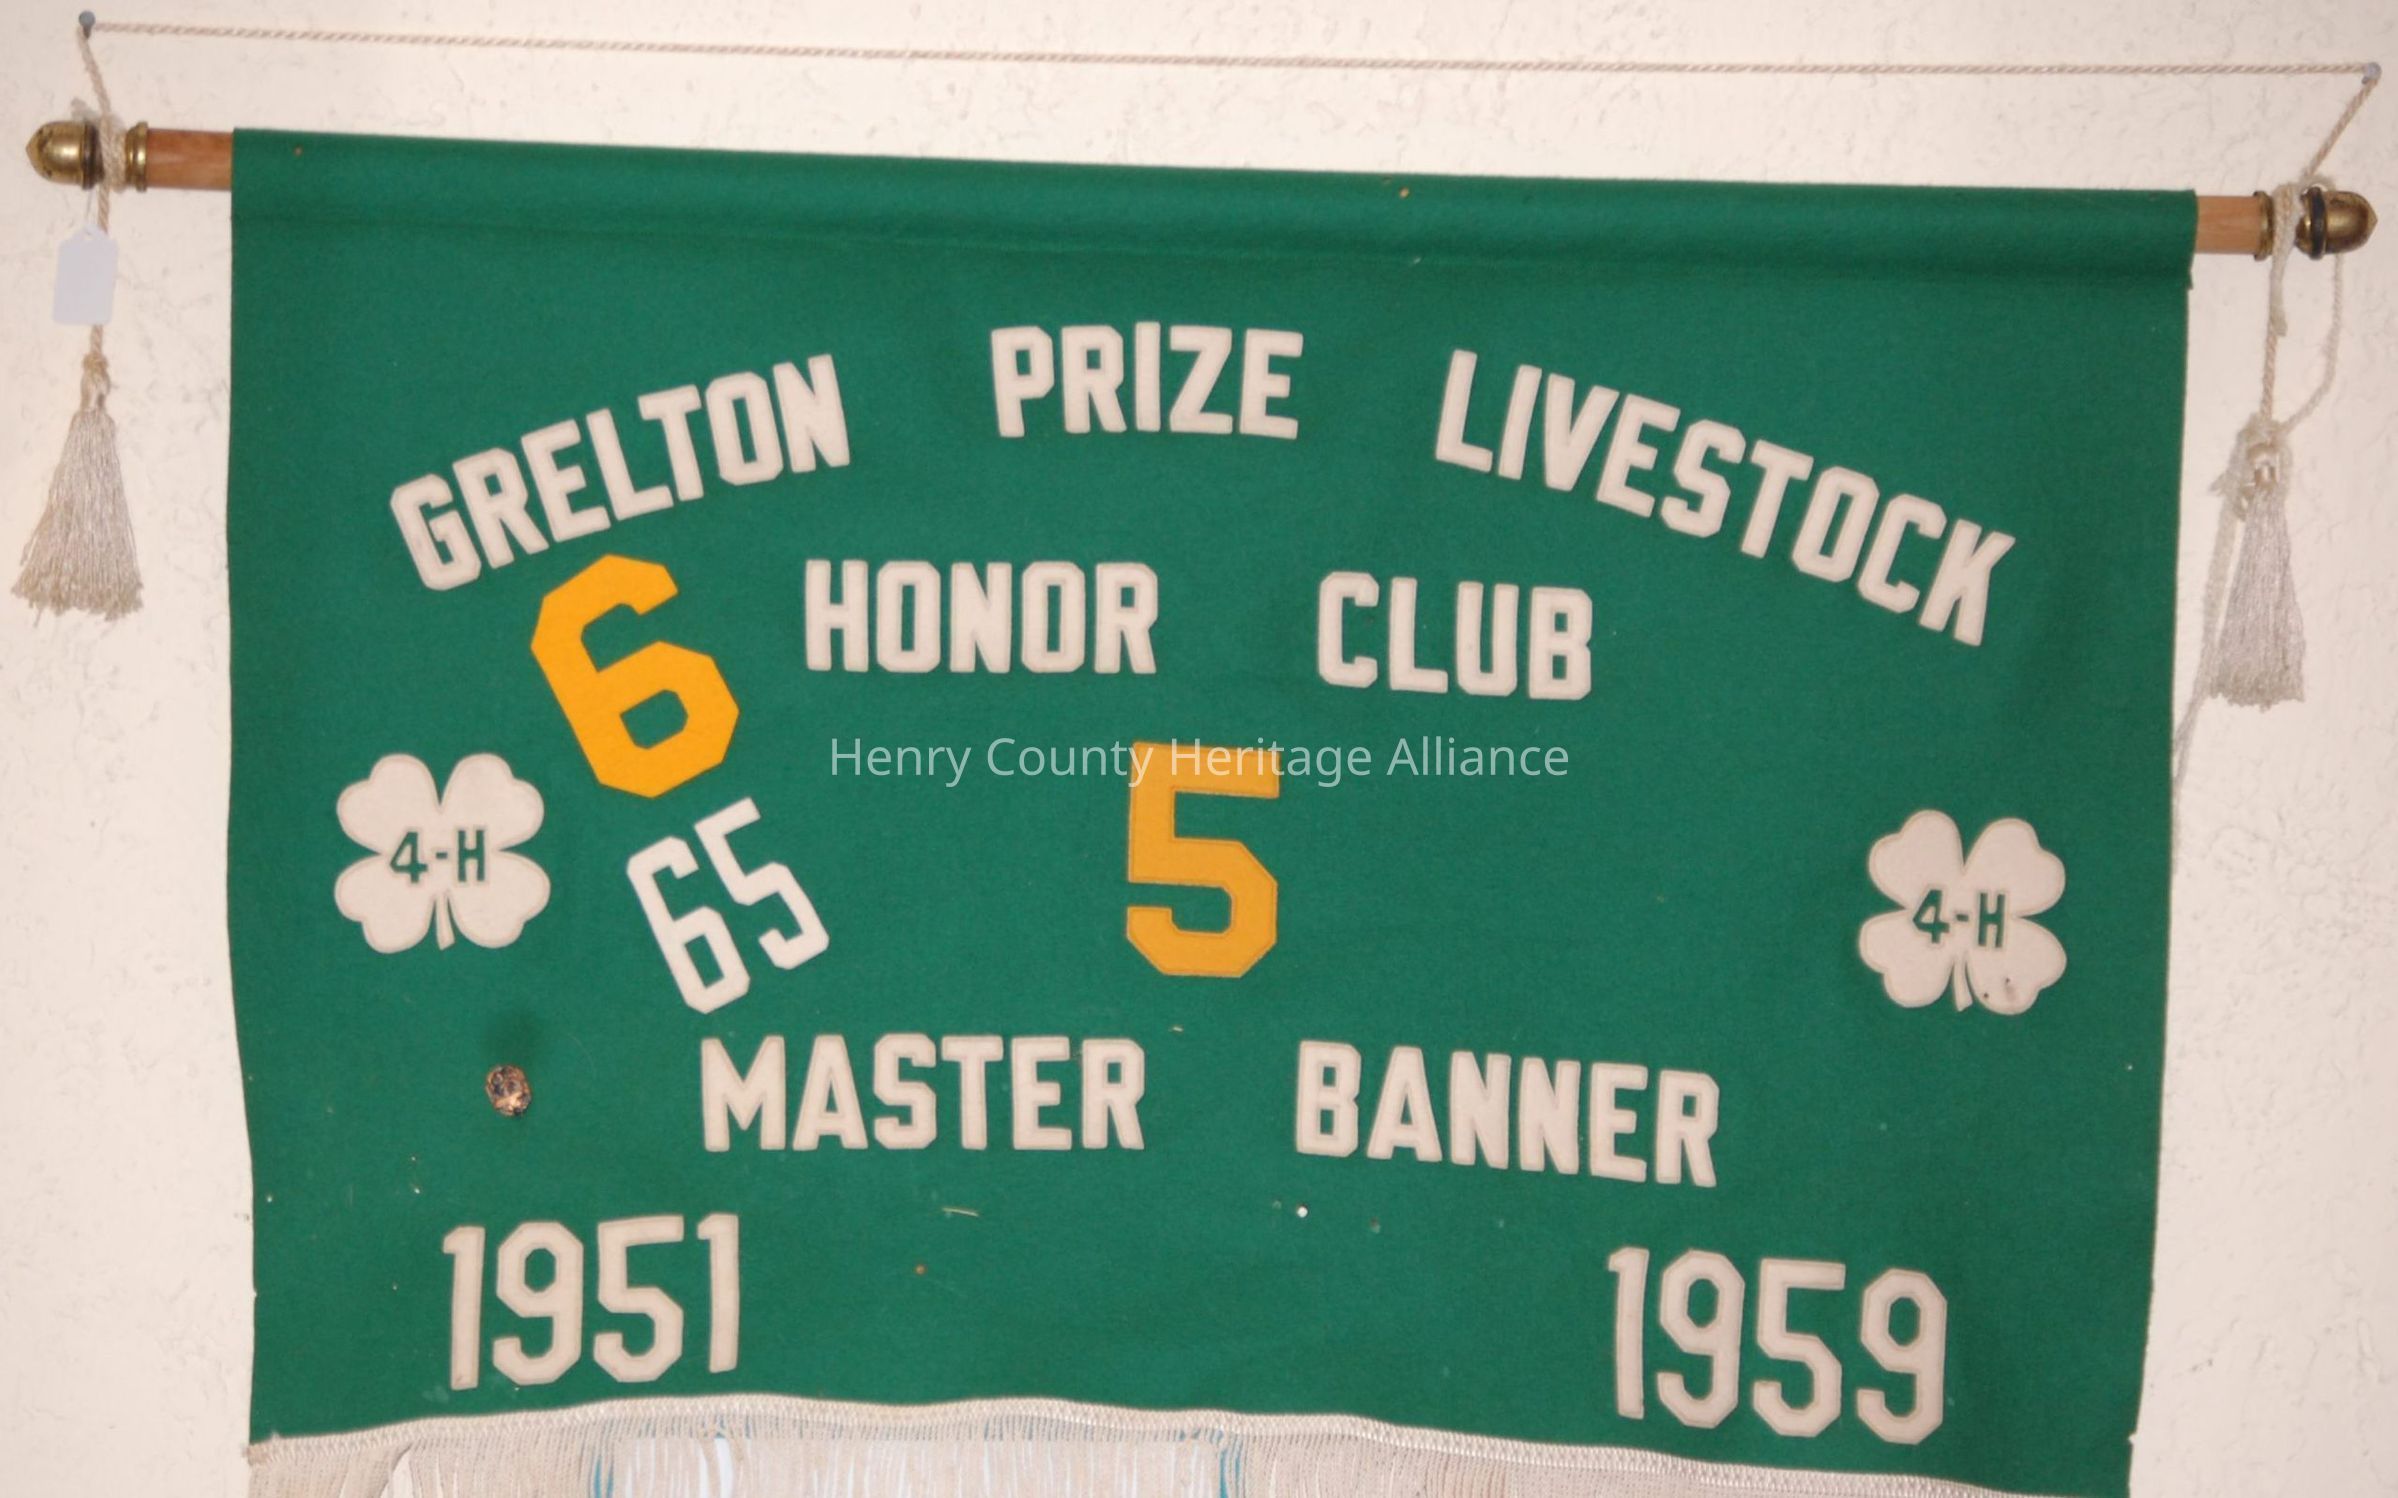 GRELTON PRIZE LIVESTOCK
6 HONOR CLUB
Henry County Heritage Alliance
4-H 65 5 4-H
MASTER BANNER
1951 1959